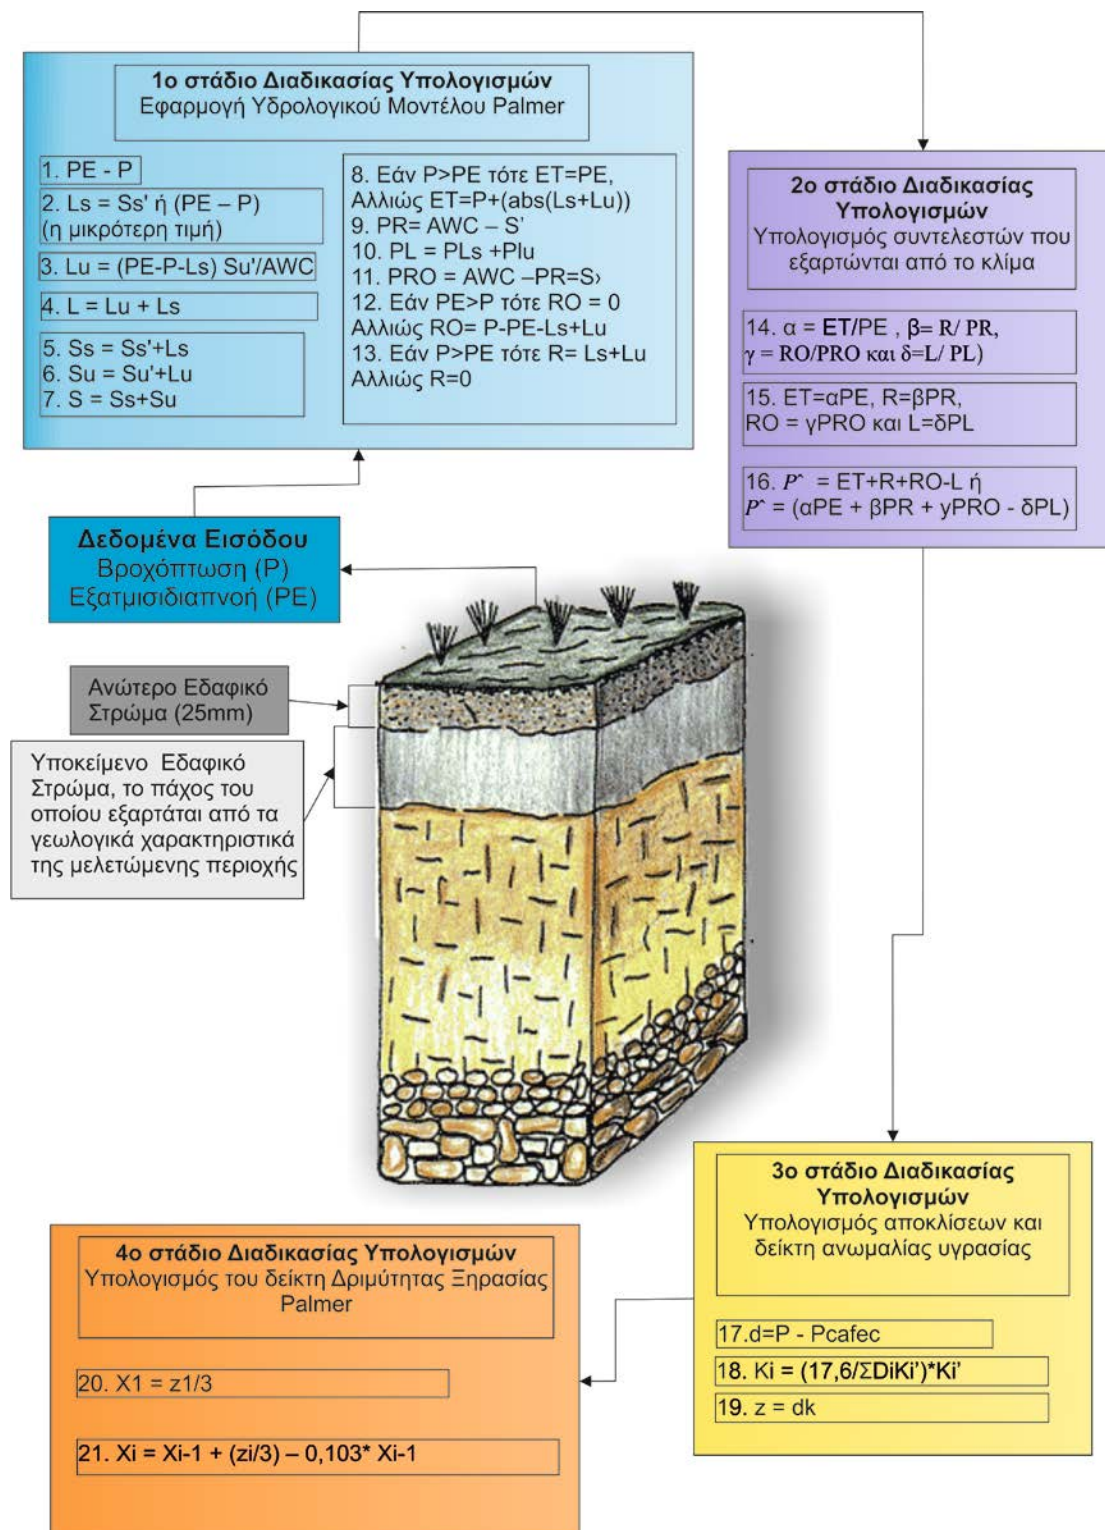 1ο στάδιο Διαδικασίας Υπολογισμών
Εφαρμογή Υδρολογικού Μοντέλου Palmer
1. PE - P
2. Ls = Ss' ή (PE – P)
(η μικρότερη τιμή)
3. Lu = (PE-P-Ls) Su'/AWC
4. L = Lu + Ls
5. Ss = Ss'+Ls
6. Su = Su'+Lu
7. S = Ss+Su
8. Εάν P>PE τότε ET=PE,
Αλλιώς ET=P+(abs(Ls+Lu))
9. PR= AWC – S'
10. PL = PLs +Plu
11. PRO = AWC –PR=S›
12. Εάν PE>P τότε RO = 0
Αλλιώς RO= P-PE-Ls+Lu
13. Εάν P>PE τότε R= Ls+Lu
Αλλιώς R=0
2ο στάδιο Διαδικασίας
Υπολογισμών
Υπολογισμός συντελεστών που
εξαρτώνται από το κλίμα
14. α = ET/PE , β= R/ PR,
γ = RO/PRO και δ=L/ PL)
15. ET=αPE, R=βPR,
RO = γPRO και L=δPL
16. P^ = ET+R+RO-L ή
P^ = (αPE + βPR + γPRO - δPL)
Δεδομένα Εισόδου
Βροχόπτωση (P)
Εξατμισιδιαπνοή (PE)
Ανώτερο Εδαφικό
Στρώμα (25mm)
Υποκείμενο Εδαφικό
Στρώμα, το πάχος του
οποίου εξαρτάται από τα
γεωλογικά χαρακτηριστικά
της μελετώμενης περιοχής
3ο στάδιο Διαδικασίας
Υπολογισμών
Υπολογισμός αποκλίσεων και
δείκτη ανωμαλίας υγρασίας
17.d=P - Pcafec
18. Ki = (17,6/ΣDiKi')*Ki'
19. z = dk
4ο στάδιο Διαδικασίας Υπολογισμών
Υπολογισμός του δείκτη Δριμύτητας Ξηρασίας
Palmer
20. X1 = z1/3
21. Xi = Xi-1 + (zi/3) – 0,103* Xi-1